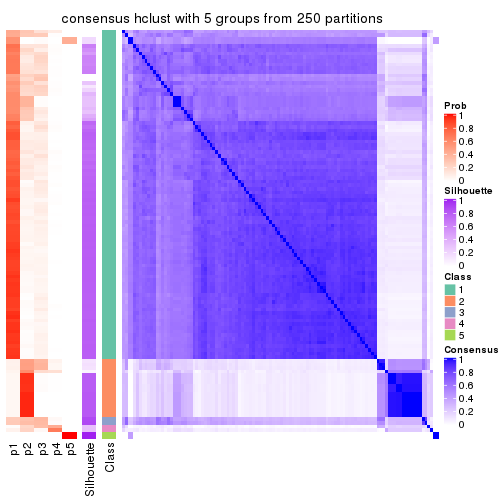 consensus hclust with 5 groups from 250 partitions
Prob
1
0.8
0.6
0.4
0.2
0
Silhouette
1
0.8
0.6
0.4
0.2
0
Class
1
2
3
4
5
Consensus
1
0.8
0.6
0.4
0.2
0
p1
p2
p3
p4
p5
Silhouette
Class